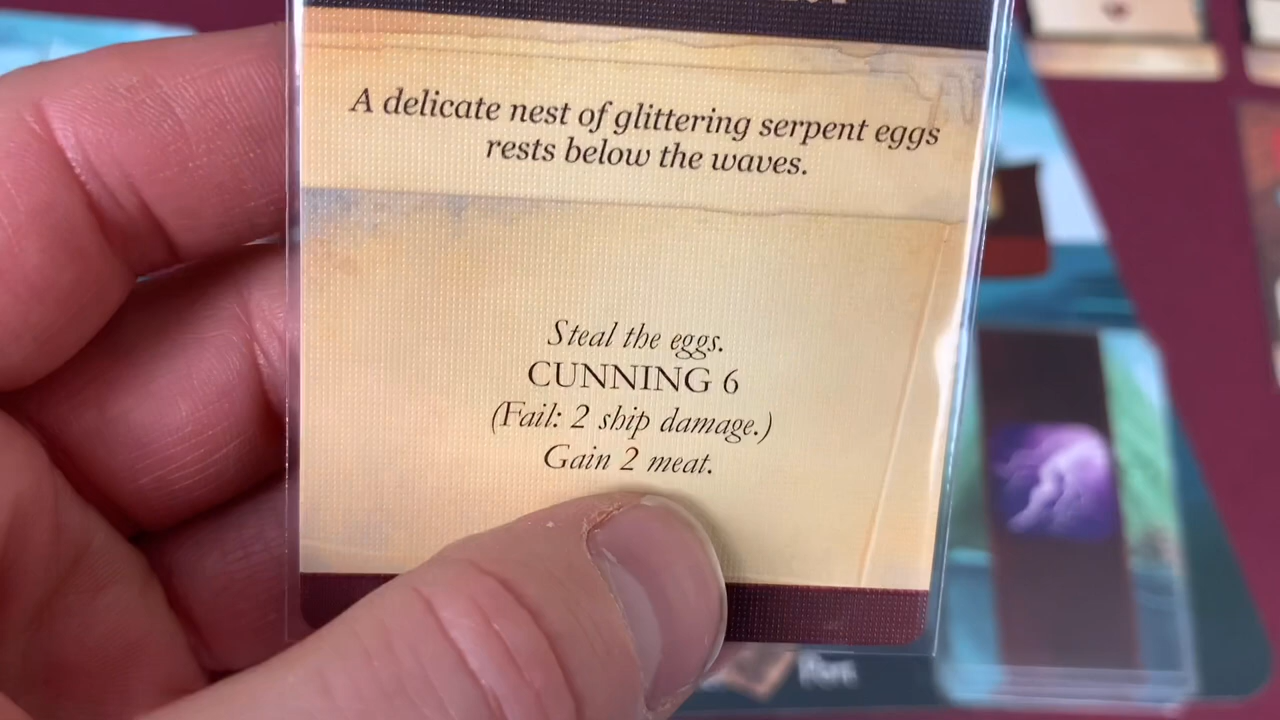 A delicate nest of glittering serpent eggs
rests below the waves.
Steal the eggs.
CUNNING 6
(Fail: 2 ship damage.)
Gain 2 meat.
Port